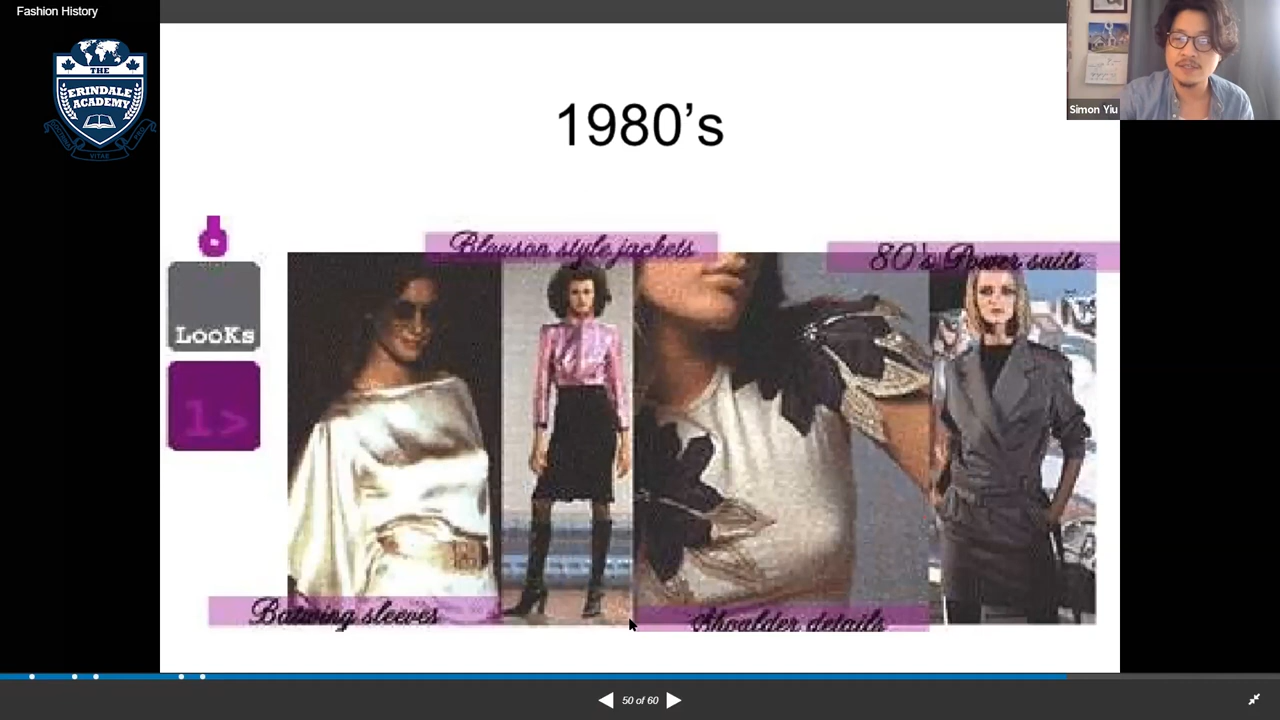 Fashion History
THE
ERINDALE
ACADEMY
VITAE
Simon Yiu
1980’s
Blouson style jackets
80's Power suits
LooKs
1>
Batwing sleeves
Shoulder details
50 of 60